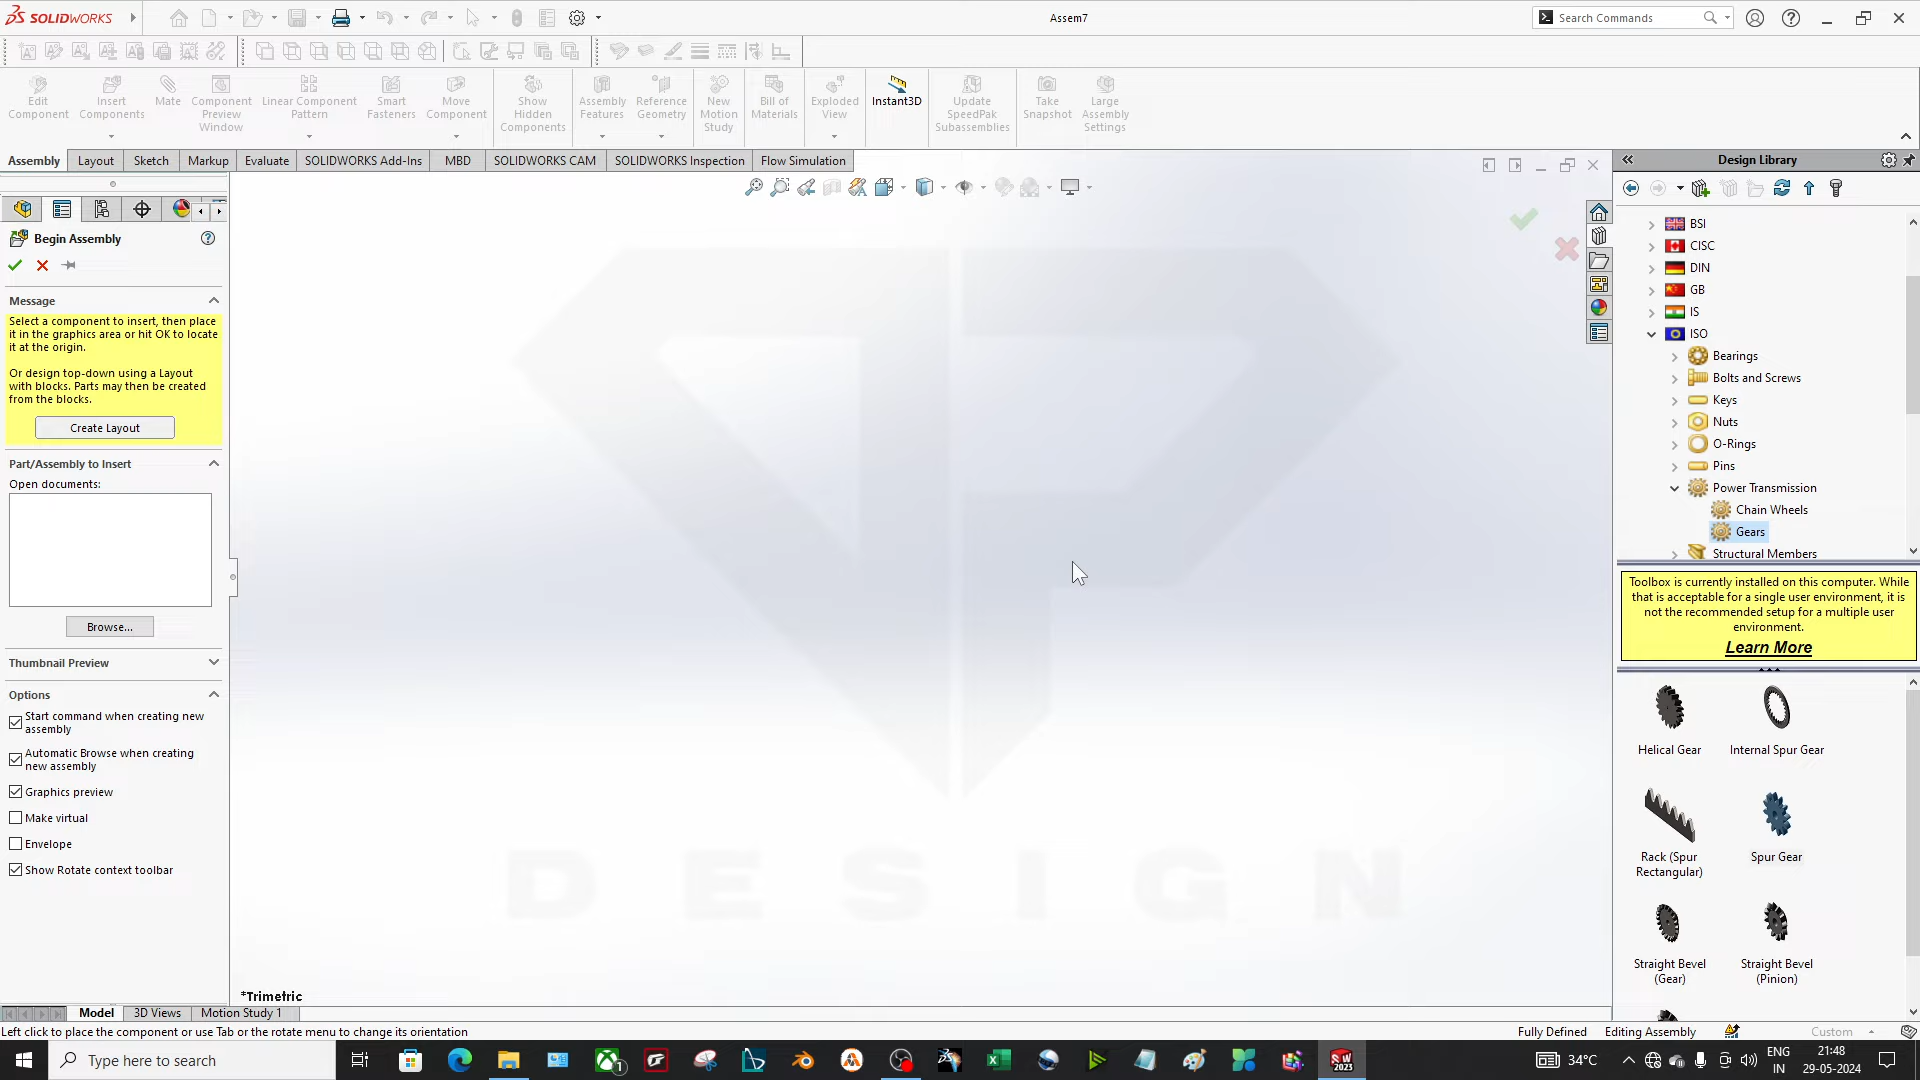 SOLIDWORKS
Assem7
Search Commands
Edit
Component
Insert
Components
Mate
Component
Preview
Window
Linear Component
Pattern
Smart
Fasteners
Move
Component
Show
Hidden
Components
Assembly
Features
Reference
Geometry
New
Motion
Study
Bill of
Materials
Exploded
View
Instant3D
Update
SpeedPak
Subassemblies
Take
Snapshot
Large
Assembly
Settings
Assembly
Layout
Sketch
Markup
Evaluate
SOLIDWORKS Add-Ins
MBD
SOLIDWORKS CAM
SOLIDWORKS Inspection
Flow Simulation
Begin Assembly
Message
Select a component to insert, then place
it in the graphics area or hit OK to locate
it at the origin.
Or design top-down using a Layout
with blocks. Parts may then be created
from the blocks.
Create Layout
Part/Assembly to Insert
Open documents:
Browse...
Thumbnail Preview
Options
Start command when creating new
assembly
Automatic Browse when creating
new assembly
Graphics preview
Make virtual
Envelope
Show Rotate context toolbar
DESIGN
*Trimetric
Design Library
BSI
CISC
DIN
GB
IS
ISO
Bearings
Bolts and Screws
Keys
Nuts
O-Rings
Pins
Power Transmission
Chain Wheels
Gears
Structural Members
Toolbox is currently installed on this computer. While
that is acceptable for a single user environment, it is
not the recommended setup for a multiple user
environment.
Learn More
Helical Gear
Internal Spur Gear
Rack (Spur
Rectangular)
Spur Gear
Straight Bevel
(Gear)
Straight Bevel
(Pinion)
Model
3D Views
Motion Study 1
Left click to place the component or use Tab or the rotate menu to change its orientation
Fully Defined
Editing Assembly
Custom
Type here to search
34°C
ENG
IN
21:48
29-05-2024